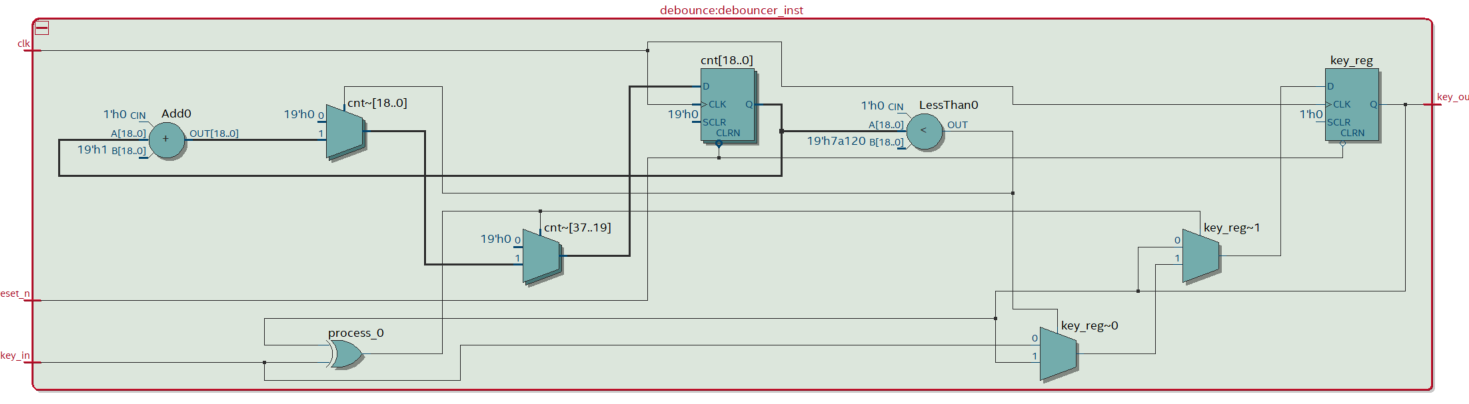 debounce:debouncer_inst
clk
cnt[18..0]
key_reg
D
CLK
Q
19'h0
SCLR
CLRN
cnt~[18..0]
19'h0 0
1
1'h0 CIN
Add0
A[18..0]
+
OUT[18..0]
19'h1 B[18..0]
1'h0 CIN
LessThan0
A[18..0]
<
OUT
19'h7a120 B[18..0]
D
CLK
Q
1'h0
SCLR
CLRN
key_ou
cnt~[37..19]
19'h0 0
1
key_reg~1
0
1
eset_n
process_0
key_in
key_reg~0
0
1